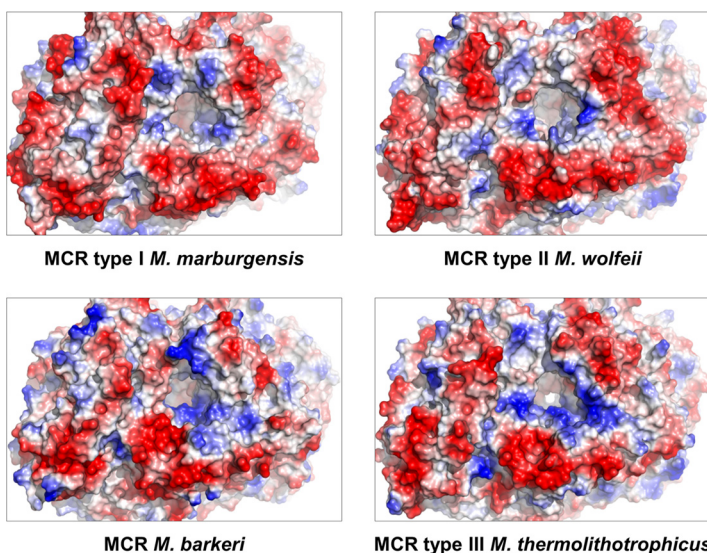 MCR type I M. marburgensis
MCR type II M. wolfeii
MCR M. barkeri
MCR type III M. thermolithotrophicus